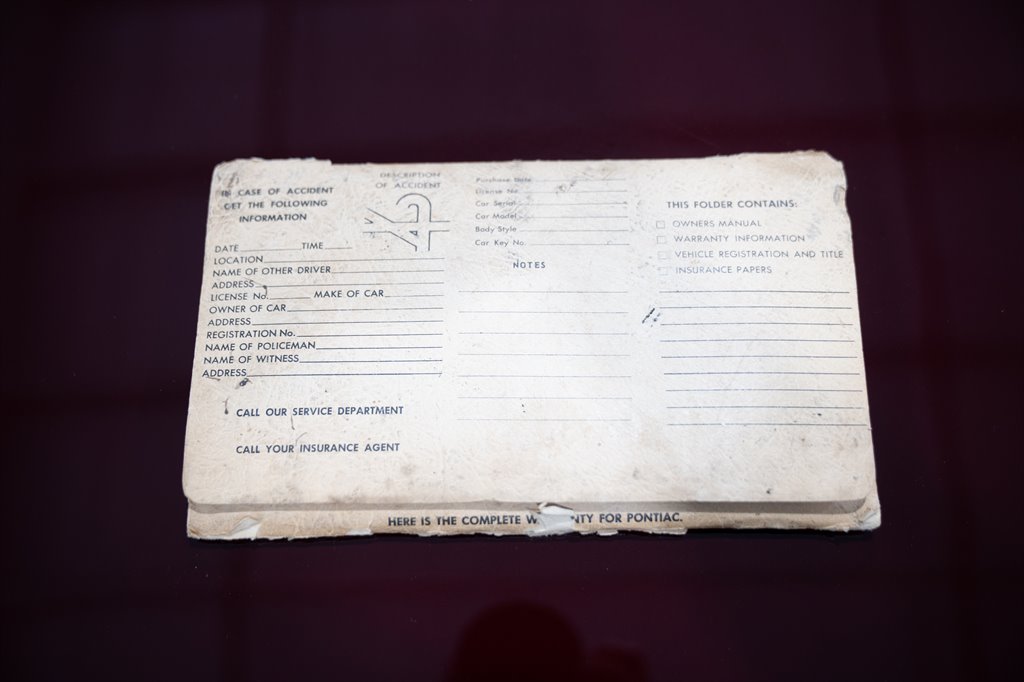 IN CASE OF ACCIDENT
GET THE FOLLOWING
INFORMATION
DATE TIME
LOCATION
NAME OF OTHER DRIVER
ADDRESS
LICENSE No. MAKE OF CAR
OWNER OF CAR
ADDRESS
REGISTRATION No.
NAME OF POLICEMAN
NAME OF WITNESS
ADDRESS
CALL OUR SERVICE DEPARTMENT
CALL YOUR INSURANCE AGENT
DESCRIPTION
OF ACCIDENT
Purchase Date
License No.
Car Serial
Car Model
Body Style
Car Key No.
NOTES
THIS FOLDER CONTAINS:
OWNERS MANUAL
WARRANTY INFORMATION
VEHICLE REGISTRATION AND TITLE
INSURANCE PAPERS
HERE IS THE COMPLETE W NTY FOR PONTIAC.